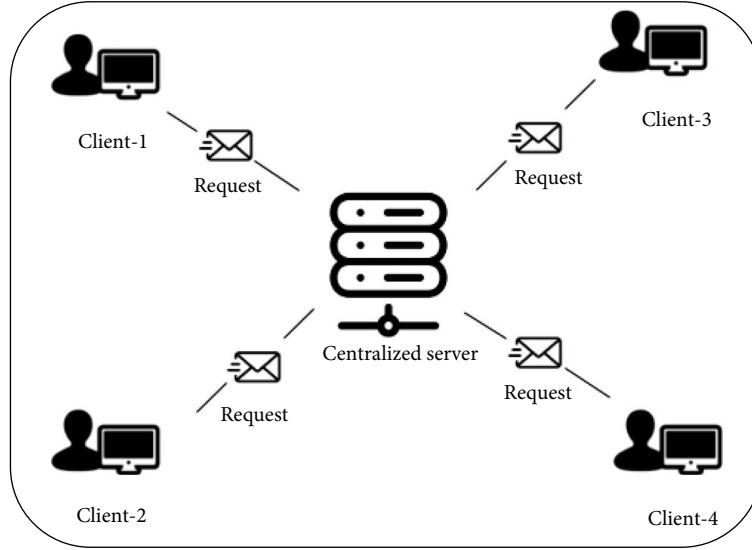 Client-1
Client-3
Request
Request
Centralized server
Request
Request
Client-2
Client-4